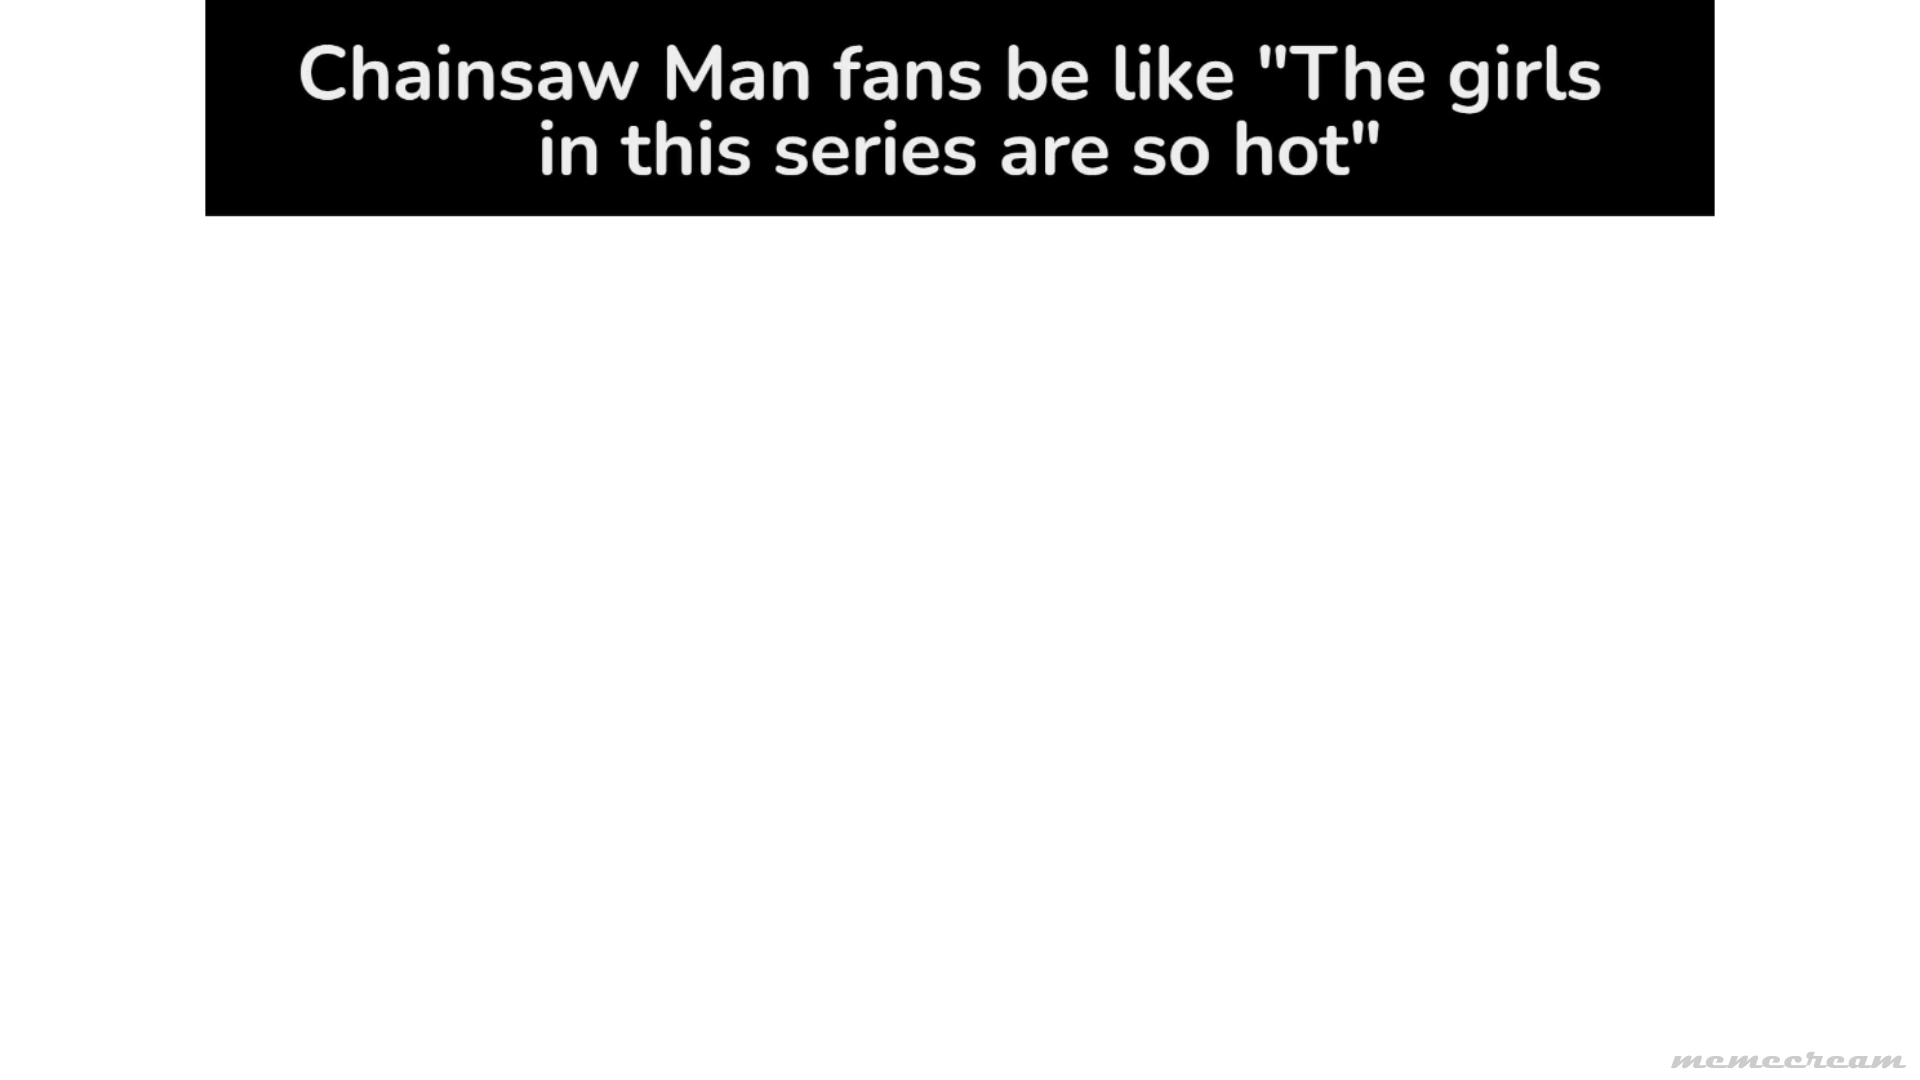 Chainsaw Man fans be like "The girls
in this series are so hot"
memecream